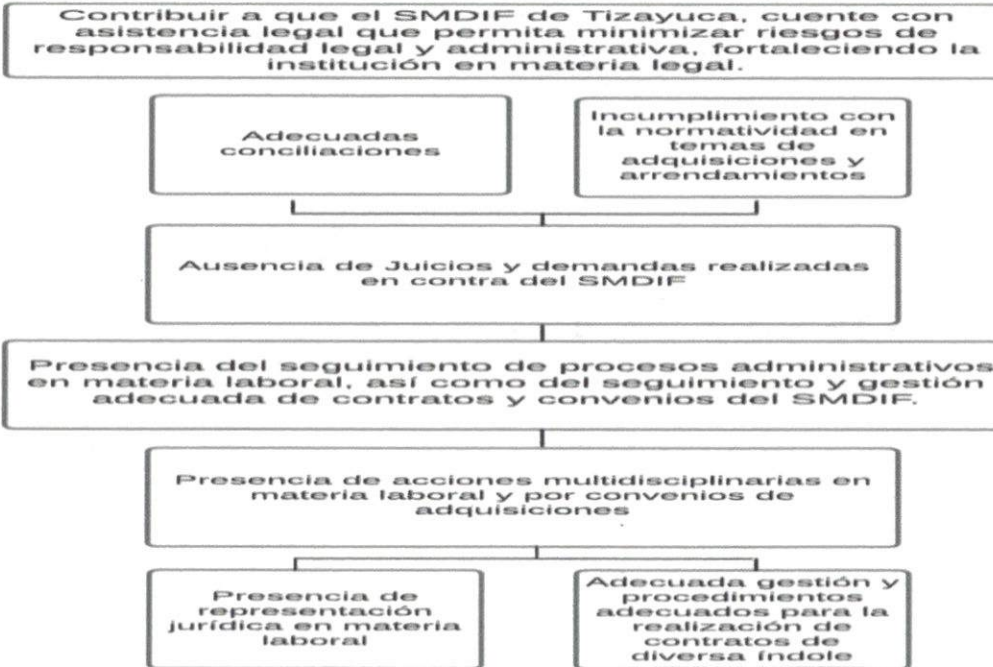 Contribuir a que el SMDIF de Tizayuca, cuente con
asistencia legal que permita minimizar riesgos de
responsabilidad legal y administrativa, fortaleciendo la
institución en materia legal.
Adecuadas
conciliaciones
Incumplimiento con
la normatividad en
temas de
adquisiciones y
arrendamientos
Ausencia de Juicios y demandas realizadas
en contra del SMDIF
Presencia del seguimiento de procesos administrativos
en materia laboral, así como del seguimiento y gestión
adecuada de contratos y convenios del SMDIF.
Presencia de acciones multidisciplinarias en
materia laboral y por convenios de
adquisiciones
Presencia de
representación
jurídica en materia
laboral
Adecuada gestión y
procedimientos
adecuados para la
realización de
contratos de
diversa índole